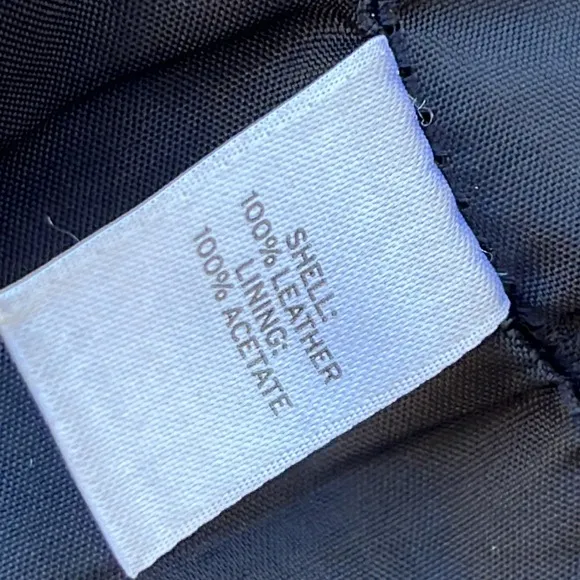 SHELL:
100% LEATHER
LINING:
100% ACETATE